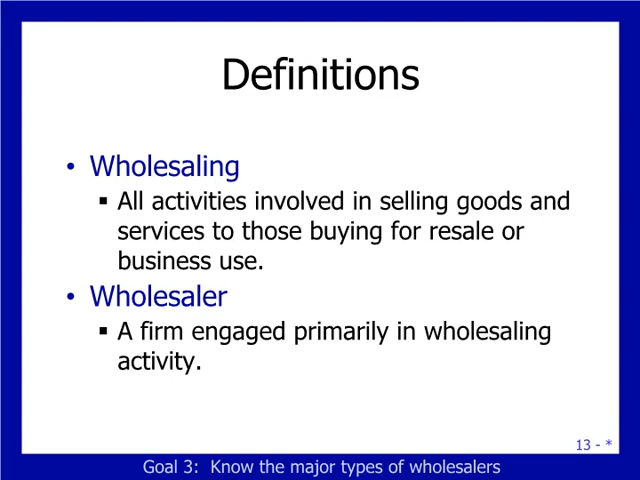 Definitions
• Wholesaling
▪ All activities involved in selling goods and
services to those buying for resale or
business use.
• Wholesaler
▪ A firm engaged primarily in wholesaling
activity.
13 - *
Goal 3: Know the major types of wholesalers